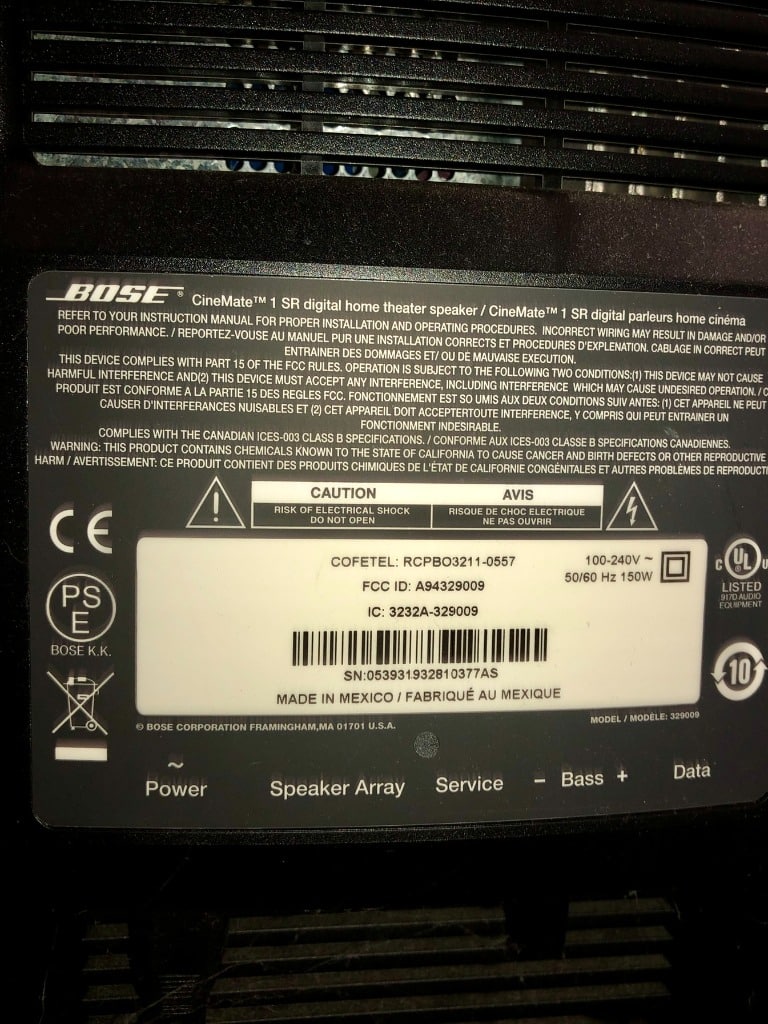 BOSE® CineMate™ 1 SR digital home theater speaker / CineMate™ 1 SR digital parleurs home cinéma
REFER TO YOUR INSTRUCTION MANUAL FOR PROPER INSTALLATION AND OPERATING PROCEDURES. INCORRECT WIRING MAY RESULT IN DAMAGE AND/OR
POOR PERFORMANCE. / REPORTEZ-VOUSE AU MANUEL PUR UNE INSTALLATION CORRECTS ET PROCEDURES D'EXPLENATION. CABLAGE IN CORRECT PEUT
ENTRAINER DES DOMMAGES ET/ OU DE MAUVAISE EXECUTION.
THIS DEVICE COMPLIES WITH PART 15 OF THE FCC RULES. OPERATION IS SUBJECT TO THE FOLLOWING TWO CONDITIONS:(1) THIS DEVICE MAY NOT CAUSE
HARMFUL INTERFERENCE AND(2) THIS DEVICE MUST ACCEPT ANY INTERFERENCE, INCLUDING INTERFERENCE WHICH MAY CAUSE UNDESIRED OPERATION. / C
PRODUIT EST CONFORME À LA PARTIE 15 DES REGLES FCC. FONCTIONNEMENT EST SO UMIS AUX DEUX CONDITIONS SUIV ANTES: (1) CET APPAREIL NE PEUT
CAUSER D'INTERFERANCES NUISABLES ET (2) CET APPAREIL DOIT ACCEPTERTOUTE INTERFERENCE, Y COMPRIS QUI PEUT ENTRAINER UN
FONCTIONMENT INDESIRABLE.
COMPLIES WITH THE CANADIAN ICES-003 CLASS B SPECIFICATIONS. / CONFORME AUX ICES-003 CLASSE B SPECIFICATIONS CANADIENNES.
WARNING: THIS PRODUCT CONTAINS CHEMICALS KNOWN TO THE STATE OF CALIFORNIA TO CAUSE CANCER AND BIRTH DEFECTS OR OTHER REPRODUCTIVE
HARM / AVERTISSEMENT: CE PRODUCT CONTIENT DES PRODUITS CHIMIQUES DE L'ÉTAT DE CALIFORNIE CONGÉNITALES ET AUTRES PROBLÈMES DE REPRODUCTI
CAUTION AVIS
RISK OF ELECTRICAL SHOCK RISQUE DE CHOC ELECTRIQUE
DO NOT OPEN NE PAS OUVRIR
CE
COFETEL: RCPBO3211-0557 100-240V ~
50/60 Hz 150W
FCC ID: A94329009
IC: 3232A-329009
C UL U
LISTED
917D AUDIO
EQUIPMENT
PS
E
BOSE K.K.
SN:053931932810377AS
MADE IN MEXICO / FABRIQUÉ AU MEXIQUE
10
© BOSE CORPORATION FRAMINGHAM,MA 01701 U.S.A. MODEL / MODÈLE: 329009
~
Power Speaker Array Service – Bass + Data